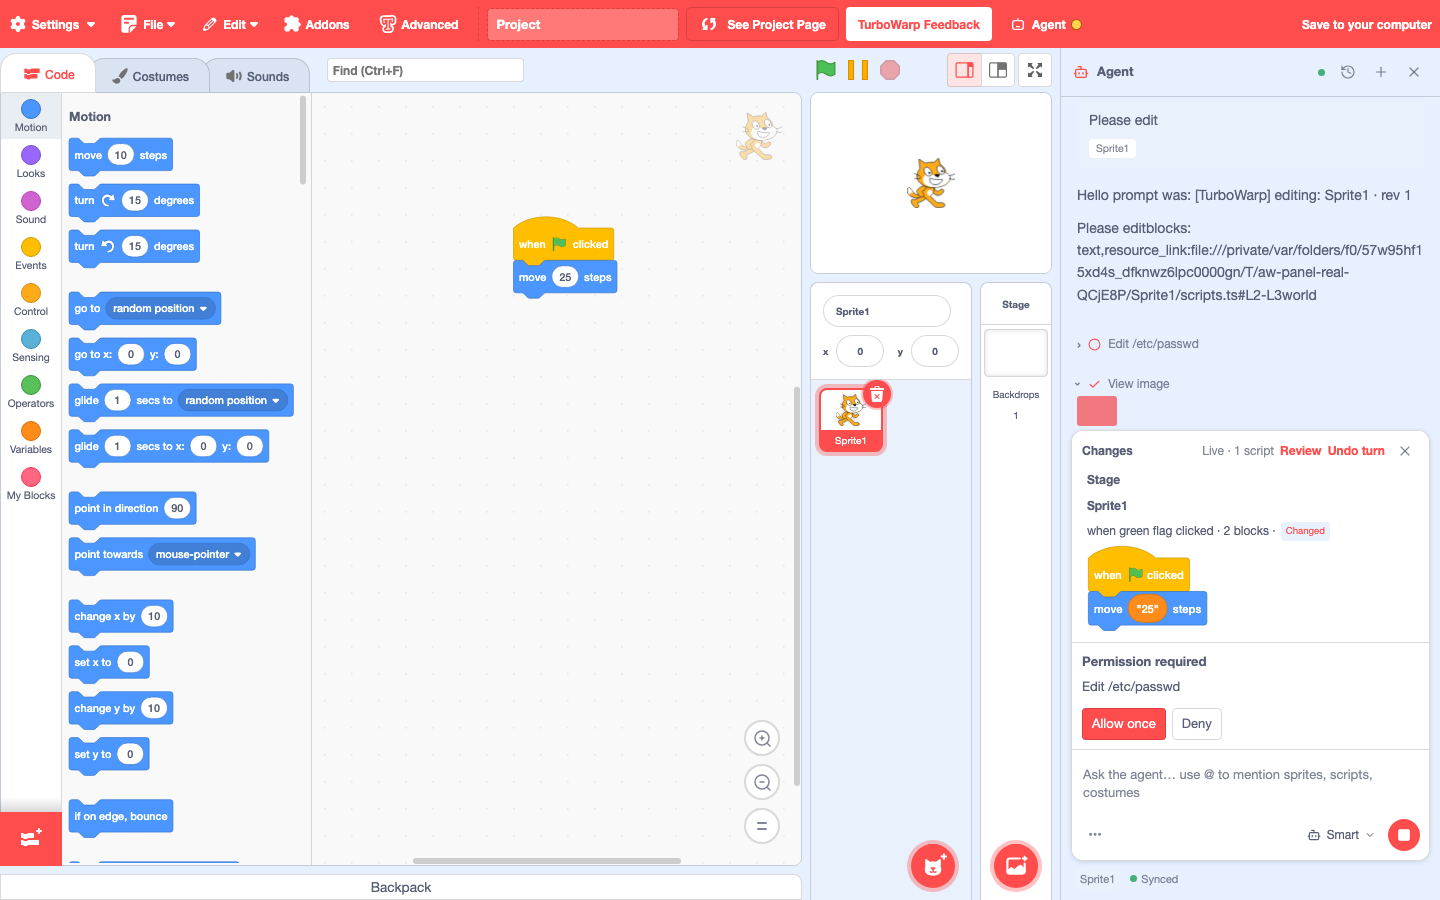 Settings
File
Edit
Addons
Advanced
Project
See Project Page
TurboWarp Feedback
Agent
Save to your computer
Code
Costumes
Sounds
Find (Ctrl+F)
Motion
Looks
Sound
Events
Control
Sensing
Operators
Variables
My Blocks
Motion
move 10 steps
turn 15 degrees
turn 15 degrees
go to random position
go to x: 0 y: 0
glide 1 secs to random position
glide 1 secs to x: 0 y: 0
point in direction 90
point towards mouse-pointer
change x by 10
set x to 0
change y by 10
set y to 0
if on edge, bounce
when clicked
move 25 steps
Backpack
Sprite1
x 0 y 0
Sprite1
Stage
Backdrops
1
Agent
Please edit
Sprite1
Hello prompt was: [TurboWarp] editing: Sprite1 · rev 1
Please editblocks:
text,resource_link:file:///private/var/folders/f0/57w95hf1
5xd4s_dfknwz6lpc0000gn/T/aw-panel-real-
QCjE8P/Sprite1/scripts.ts#L2-L3world
Edit /etc/passwd
View image
Changes
Live · 1 script Review Undo turn
Stage
Sprite1
when green flag clicked · 2 blocks · Changed
when clicked
move "25" steps
Permission required
Edit /etc/passwd
Allow once
Deny
Ask the agent… use @ to mention sprites, scripts,
costumes
Smart
Sprite1
Synced